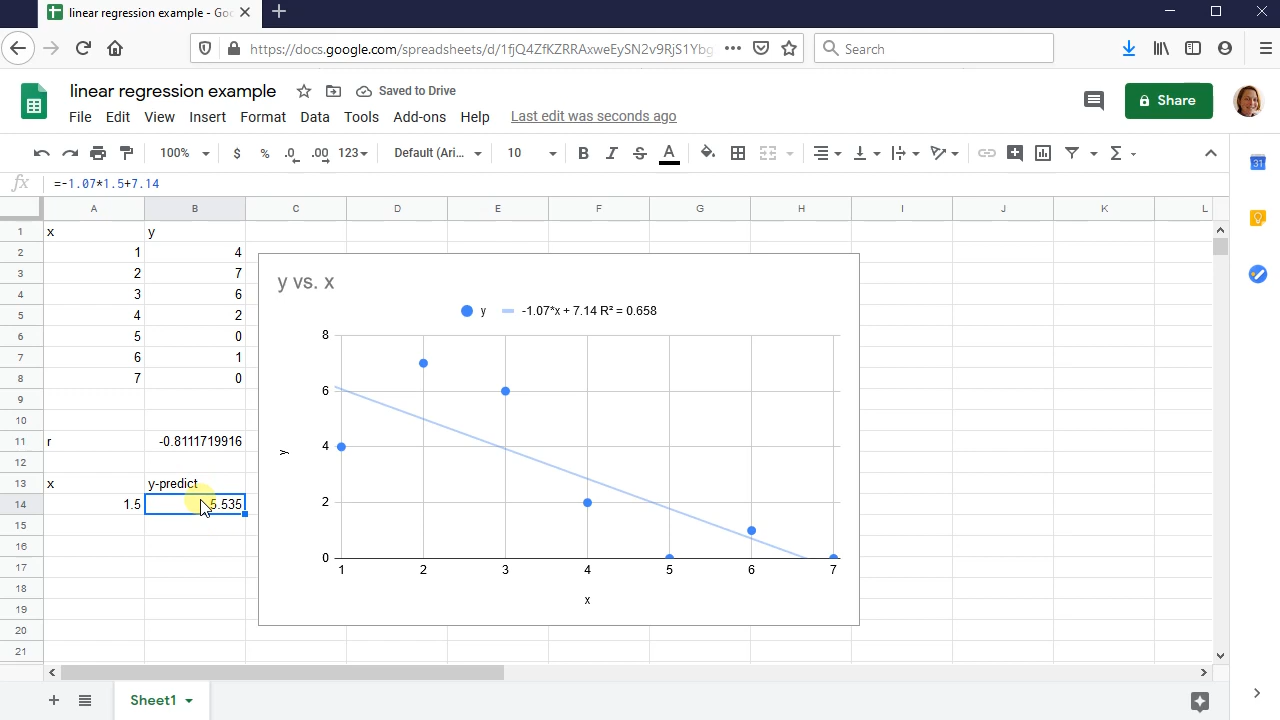 linear regression example - Goo
https://docs.google.com/spreadsheets/d/1fjQ4ZfKZRRAxweEySN2v9RjS1Ybg
Search
linear regression example
Saved to Drive
File Edit View Insert Format Data Tools Add-ons Help Last edit was seconds ago
Share
100% $ % .0 .00 123 Default (Ari... 10 B I S A Σ
31
fx =-1.07*1.5+7.14
A B C D E F G H I J K L
1 x y
2 1 4
3 2 7
4 3 6
5 4 2
6 5 0
7 6 1
8 7 0
9
10
11 r -0.8111719916
12
13 x y-predict
14 1.5 5.535
15
16
17
18
19
20
21
y vs. x
y -1.07*x + 7.14 R² = 0.658
8
6
4
2
0
y
1 2 3 4 5 6 7
x
Sheet1